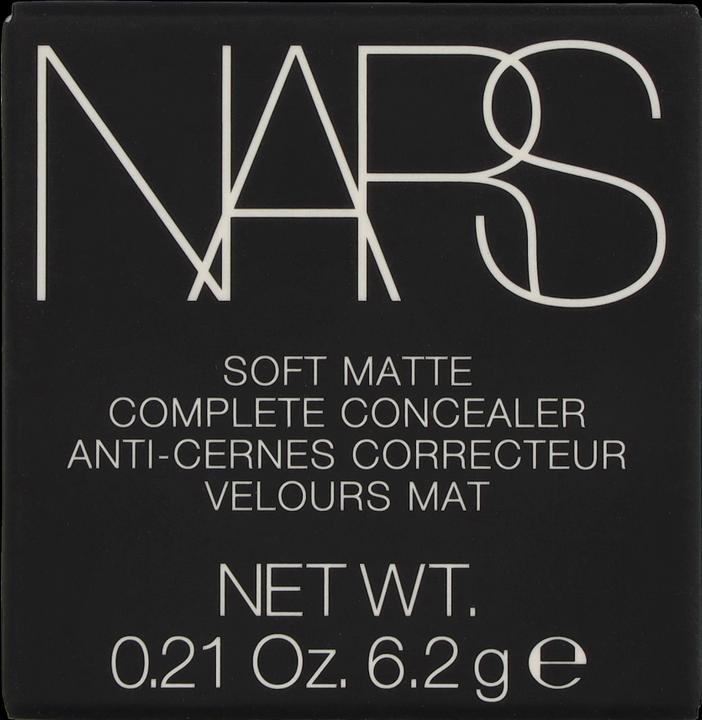 NARS
SOFT MATTE
COMPLETE CONCEALER
ANTI-CERNES CORRECTEUR
VELOURS MAT
NET WT.
0.21 Oz. 6.2 g ℮